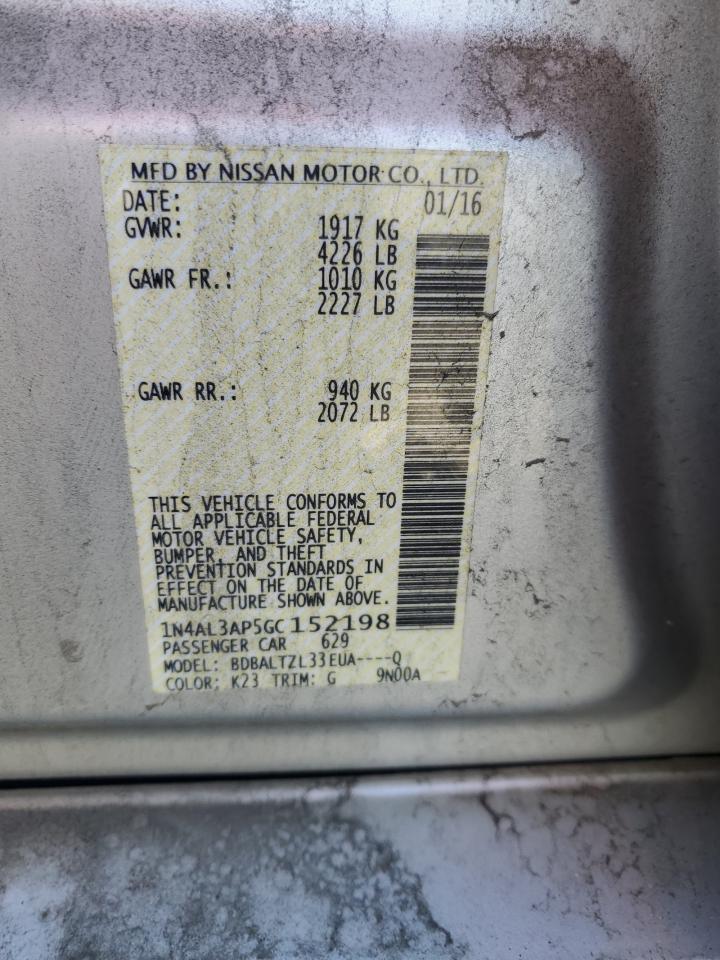 MFD BY NISSAN MOTOR CO., LTD.
DATE: 01/16
GVWR: 1917 KG
4226 LB
GAWR FR.: 1010 KG
2227 LB
GAWR RR.: 940 KG
2072 LB
THIS VEHICLE CONFORMS TO
ALL APPLICABLE FEDERAL
MOTOR VEHICLE SAFETY,
BUMPER, AND THEFT
PREVENTION STANDARDS IN
EFFECT ON THE DATE OF
MANUFACTURE SHOWN ABOVE.
1N4AL3AP5GC152198
PASSENGER CAR 629
MODEL: BDBALTZL33EUA----Q
COLOR: K23 TRIM: G 9N00A